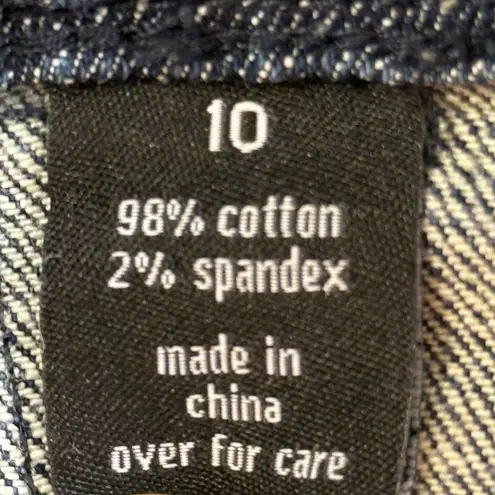 10
98% cotton
2% spandex
made in
china
over for care